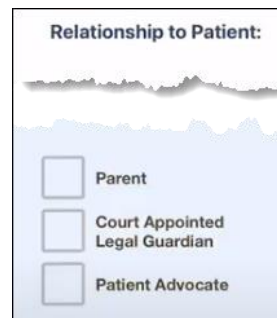 Relationship to Patient:
Parent
Court Appointed
Legal Guardian
Patient Advocate